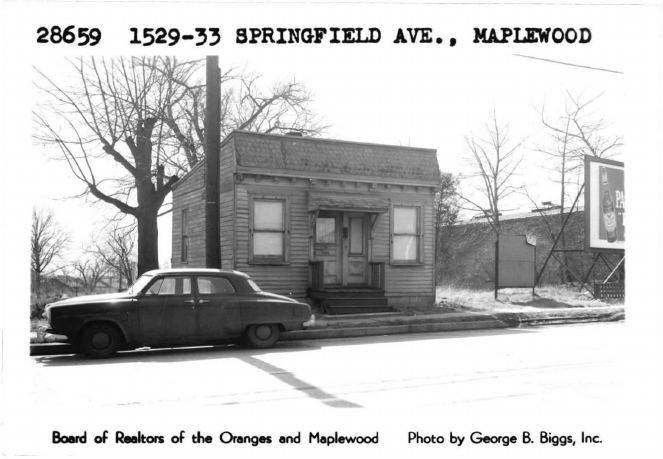 28659 1529-33 SPRINGFIELD AVE., MAPLEWOOD
PA
Board of Realtors of the Oranges and Maplewood Photo by George B. Biggs, Inc.